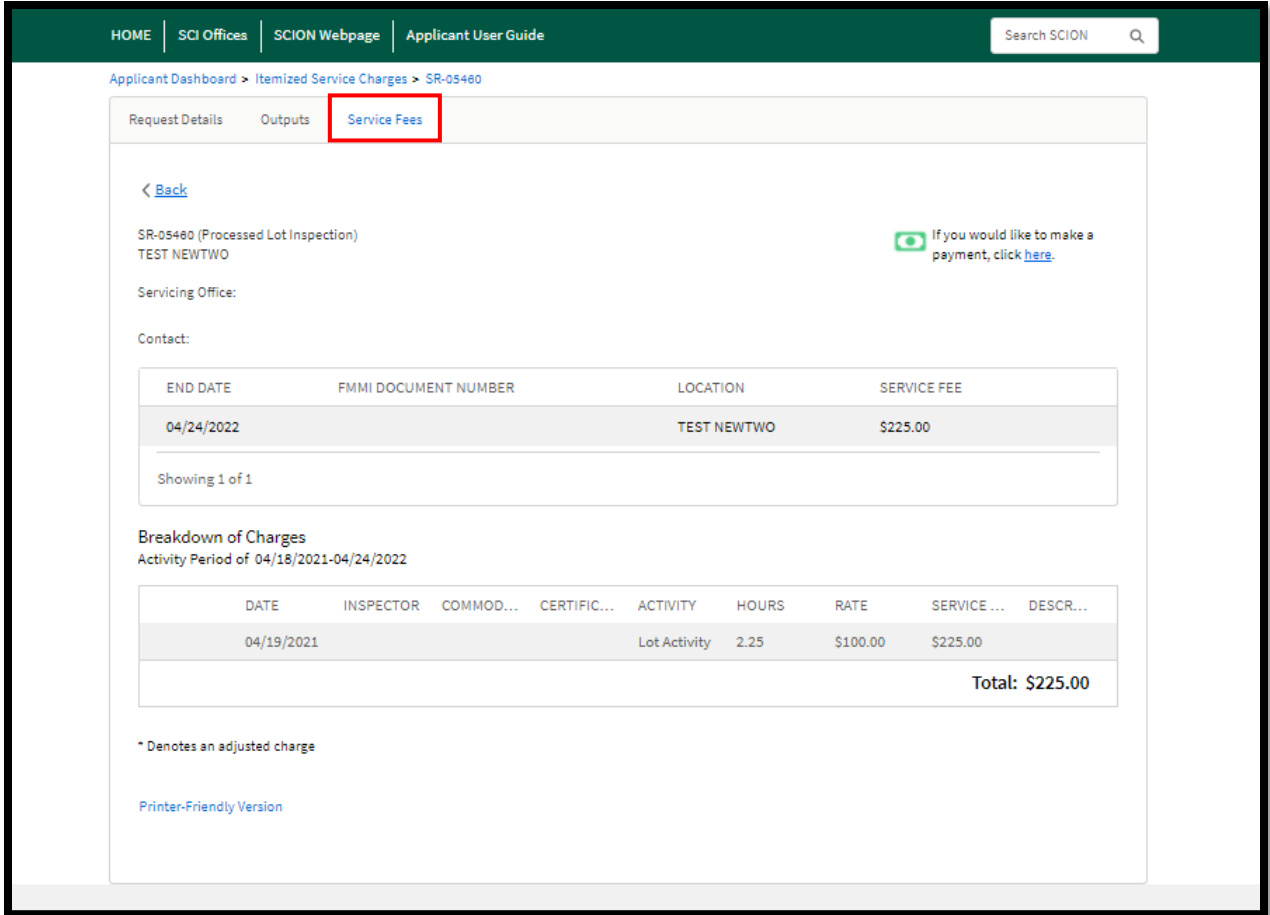 HOME SCI Offices SCION Webpage Applicant User Guide Search SCION
Applicant Dashboard > Itemized Service Charges > SR-05460
Request Details Outputs Service Fees
Back
SR-05460 (Processed Lot Inspection)
TEST NEWTWO
If you would like to make a
payment, click here.
Servicing Office:
Contact:
END DATE FMMI DOCUMENT NUMBER LOCATION SERVICE FEE
04/24/2022 TEST NEWTWO $225.00
Showing 1 of 1
Breakdown of Charges
Activity Period of 04/18/2021-04/24/2022
DATE INSPECTOR COMMOD... CERTIFIC... ACTIVITY HOURS RATE SERVICE ... DESCR...
04/19/2021 Lot Activity 2.25 $100.00 $225.00
Total: $225.00
* Denotes an adjusted charge
Printer-Friendly Version